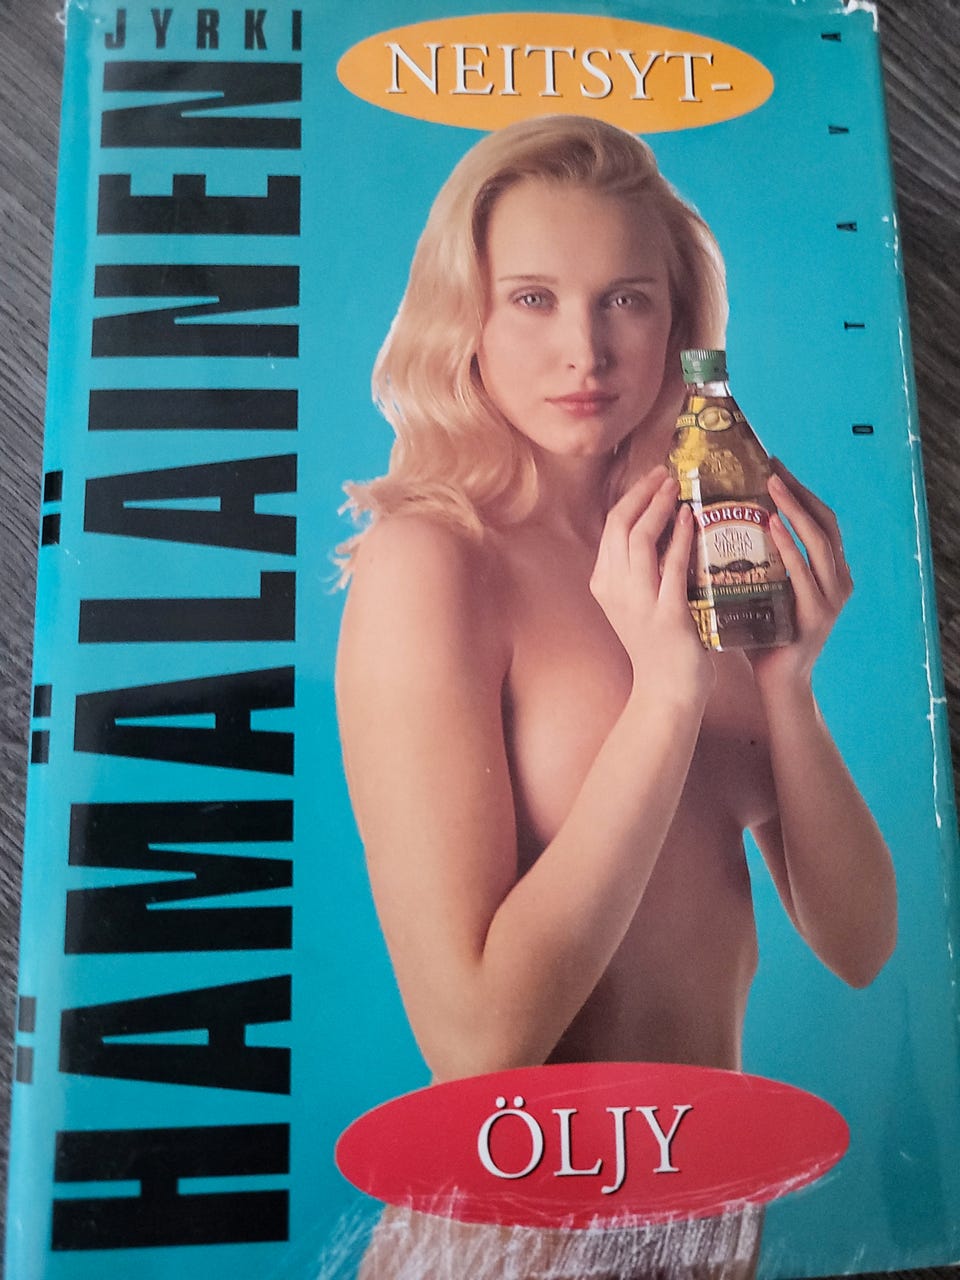 JYRKI
HÄMÄLÄINEN
NEITSYT-
OTAVA
BORGES
EXTRA
VIRGIN
ÖLJY